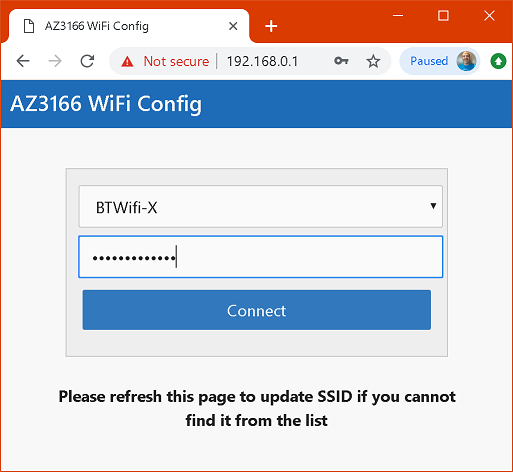 AZ3166 WiFi Config
Not secure 192.168.0.1 Paused
AZ3166 WiFi Config
BTWifi-X
•••••••••••••
Connect
Please refresh this page to update SSID if you cannot
find it from the list